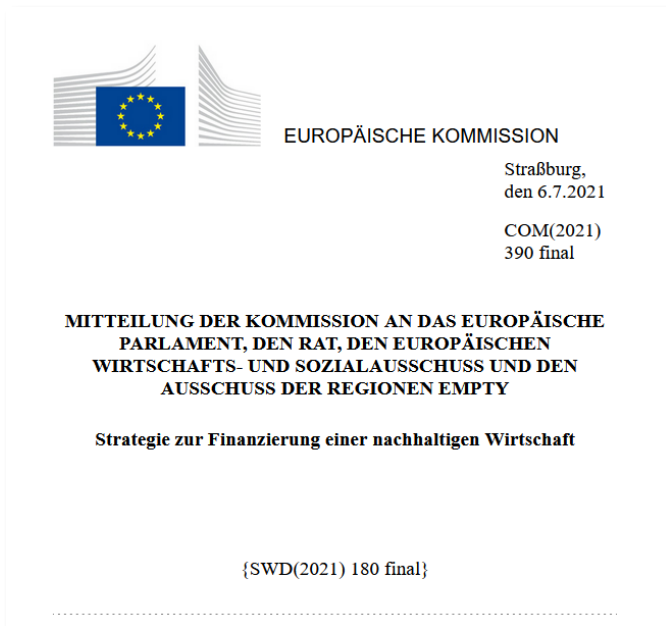 EUROPÄISCHE KOMMISSION
Straßburg,
den 6.7.2021
COM(2021)
390 final
MITTEILUNG DER KOMMISSION AN DAS EUROPÄISCHE
PARLAMENT, DEN RAT, DEN EUROPÄISCHEN
WIRTSCHAFTS- UND SOZIALAUSSCHUSS UND DEN
AUSSCHUSS DER REGIONEN EMPTY
Strategie zur Finanzierung einer nachhaltigen Wirtschaft
{SWD(2021) 180 final}